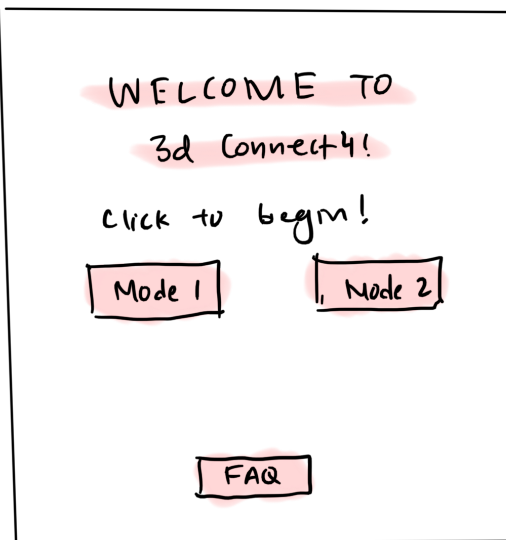 WELCOME TO
3d Connect4!
click to begin!
Mode 1 Mode 2
FAQ